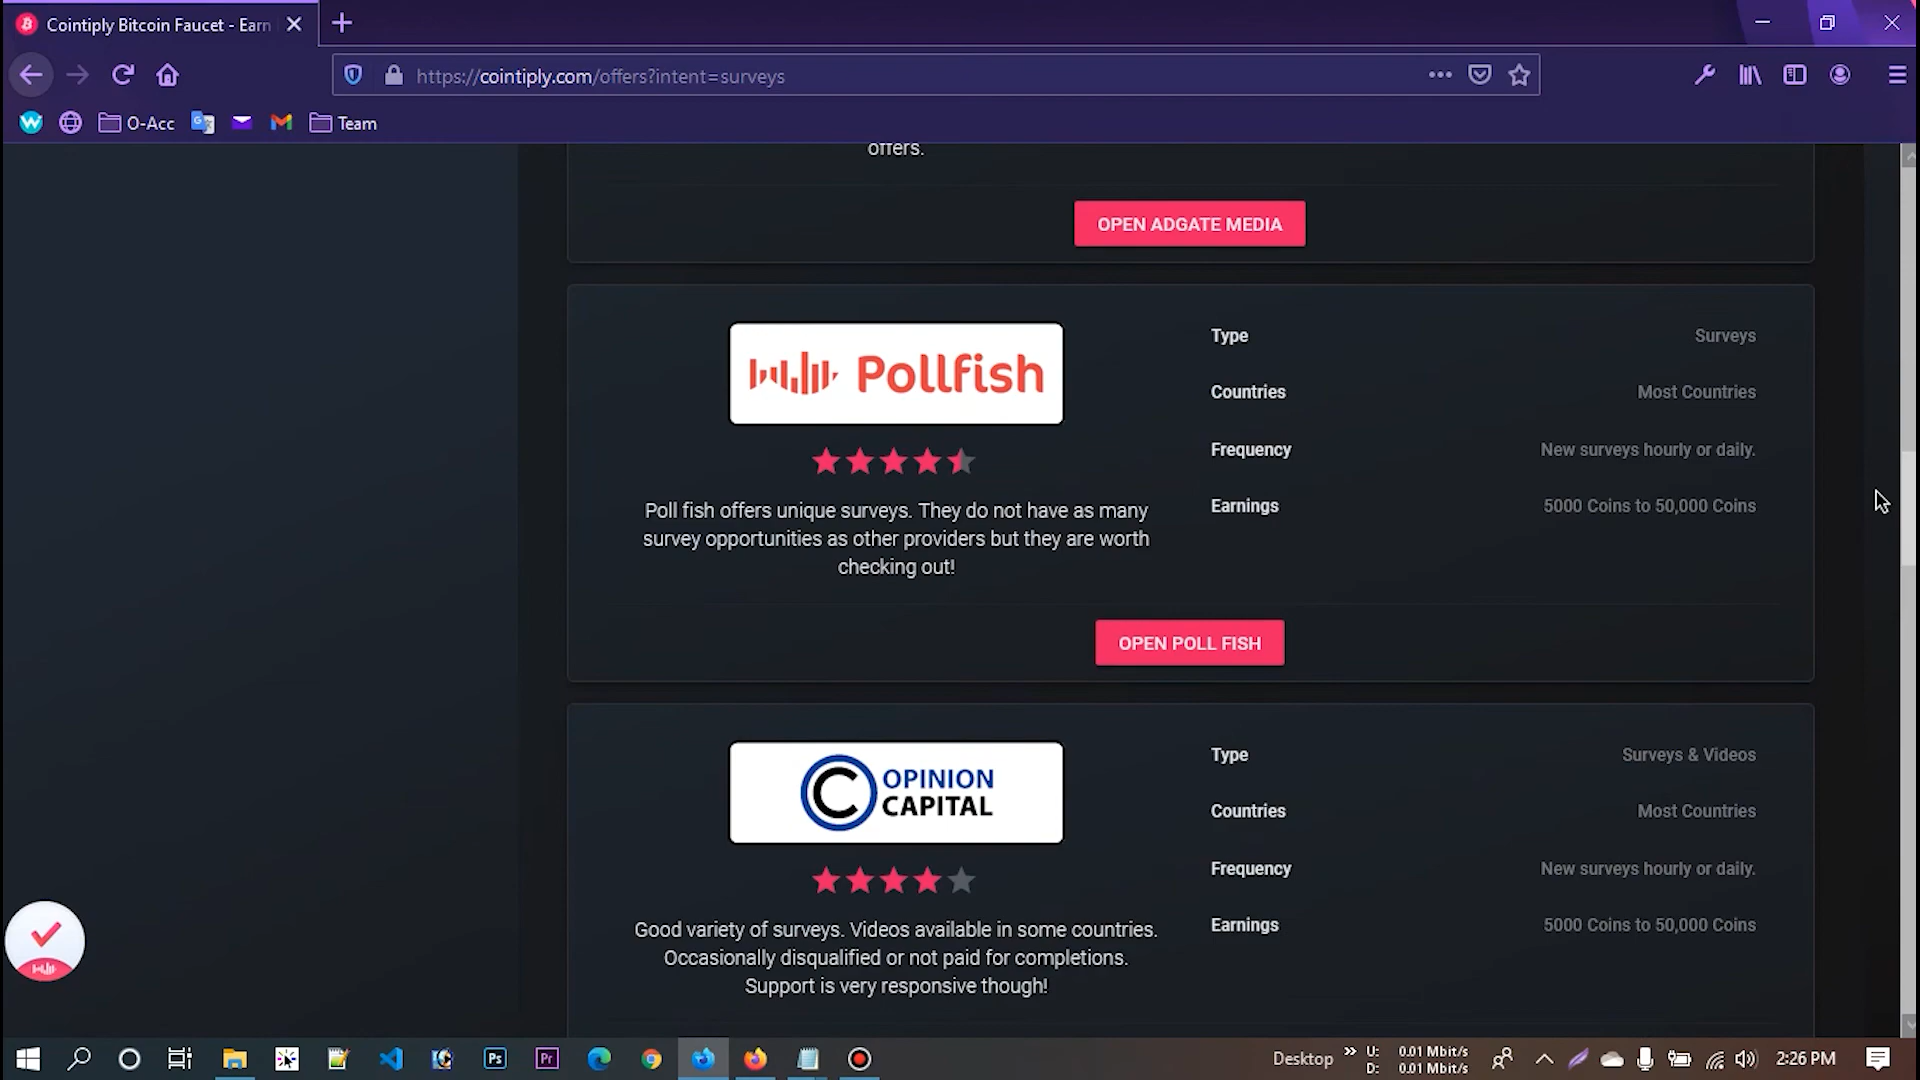 Cointiply Bitcoin Faucet - Earn
https://cointiply.com/offers?intent=surveys
O-Acc
Team
offers.
OPEN ADGATE MEDIA
Pollfish
Type
Surveys
Countries
Most Countries
Frequency
New surveys hourly or daily.
Earnings
5000 Coins to 50,000 Coins
Poll fish offers unique surveys. They do not have as many
survey opportunities as other providers but they are worth
checking out!
OPEN POLL FISH
OPINION
CAPITAL
Type
Surveys & Videos
Countries
Most Countries
Frequency
New surveys hourly or daily.
Earnings
5000 Coins to 50,000 Coins
Good variety of surveys. Videos available in some countries.
Occasionally disqualified or not paid for completions.
Support is very responsive though!
Ps
Pr
Desktop
U: 0.01 Mbit/s
D: 0.01 Mbit/s
2:26 PM